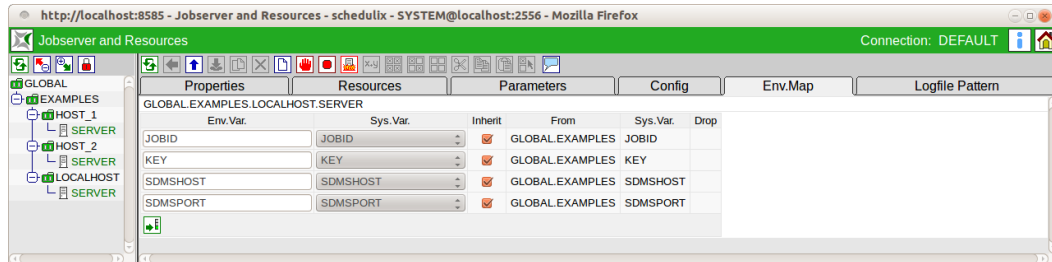 http://localhost:8585 - Jobserver and Resources - schedulix - SYSTEM@localhost:2556 - Mozilla Firefox
Jobserver and Resources
Connection: DEFAULT
GLOBAL
EXAMPLES
HOST_1
SERVER
HOST_2
SERVER
LOCALHOST
SERVER
x.y
Properties Resources Parameters Config Env.Map Logfile Pattern
GLOBAL.EXAMPLES.LOCALHOST.SERVER
Env.Var. Sys.Var. Inherit From Sys.Var. Drop
JOBID JOBID GLOBAL.EXAMPLES JOBID
KEY KEY GLOBAL.EXAMPLES KEY
SDMSHOST SDMSHOST GLOBAL.EXAMPLES SDMSHOST
SDMSPORT SDMSPORT GLOBAL.EXAMPLES SDMSPORT